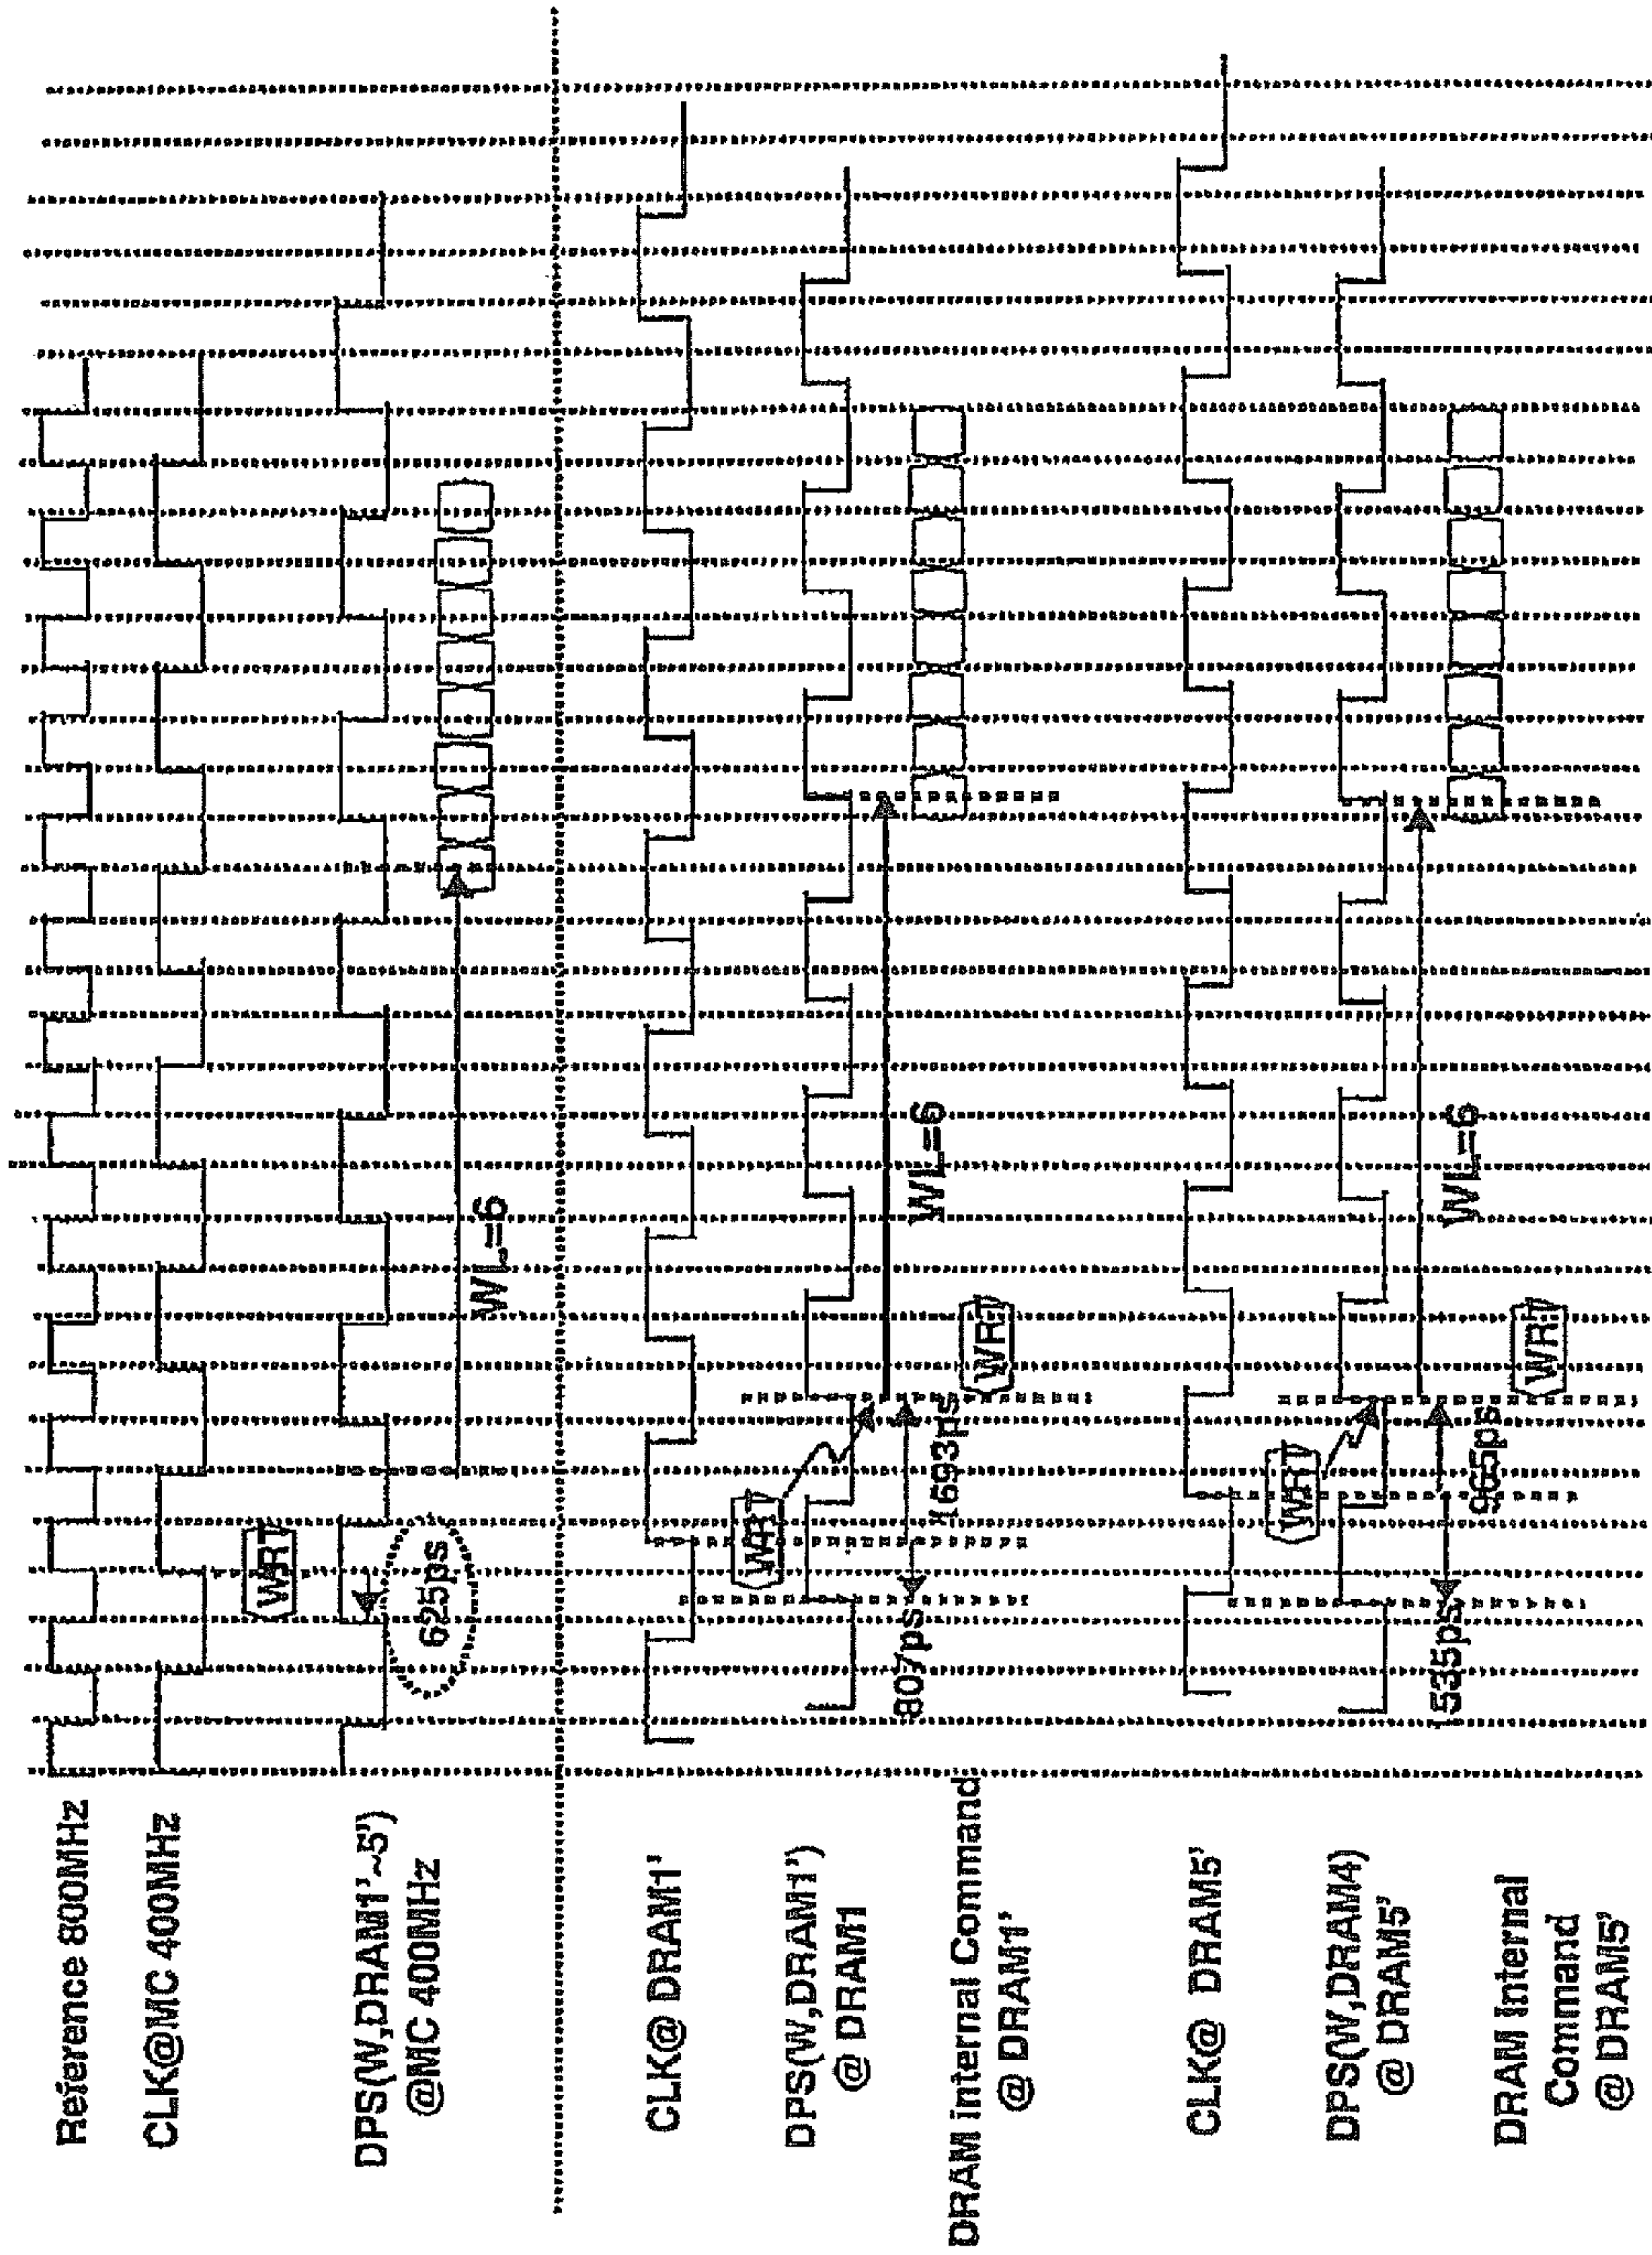 Reference 800MHz
CLK@MC 400MHz
WRT
DPS(W,DRAM1'~5')
@MC 400MHz
625ps
WL=6
CLK@ DRAM1'
WRT
DPS(W,DRAM1')
@ DRAM1
807ps
1693ps
WL=6
DRAM internal Command
@ DRAM1'
WRT
CLK@ DRAM5'
WRT
DPS(W,DRAM4)
@ DRAM5'
1535ps
965ps
WL=6
DRAM Internal
Command
@ DRAM5'
WRT